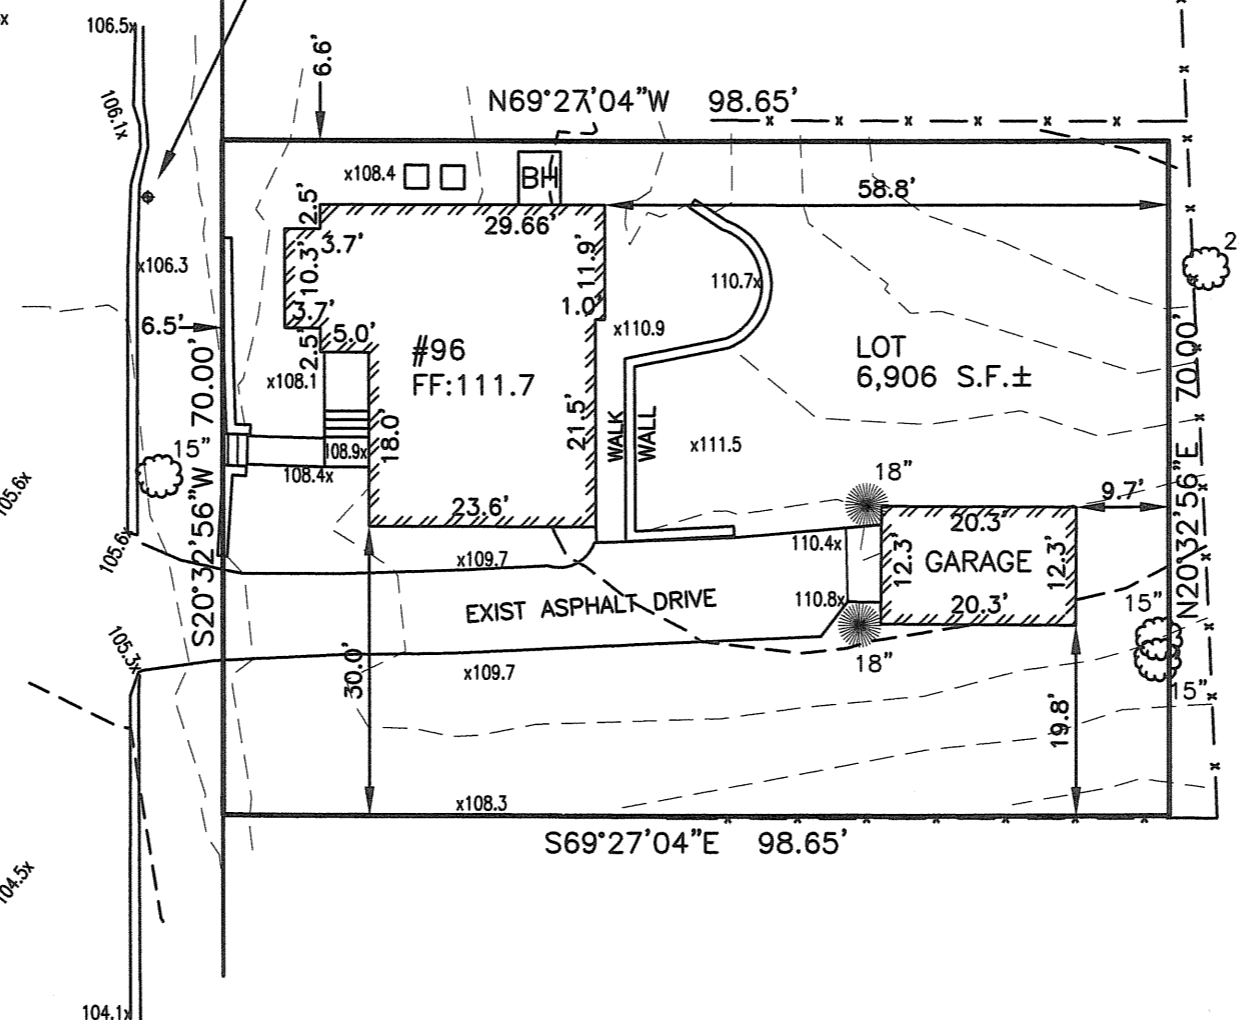 106.5x
6.6'
N69°27'04"W 98.65'
106.1x
x108.4
BH
58.8'
2.5'
29.66'
3.7'
10.3'
11.9'
2
x106.3
110.7x
3.7'
1.0'
6.5'
5.0'
x110.9
2.5'
#96
FF:111.7
LOT
6,906 S.F.±
x108.1
S20°32'56"W 70.00'
N20°32'56"E 70.00'
18.0'
21.5'
WALK
WALL
x111.5
15"
108.9x
108.4x
18"
9.7'
105.6x
23.6'
20.3'
105.6x
x109.7
110.4x
12.3'
GARAGE
12.3'
EXIST ASPHALT DRIVE
110.8x
20.3'
15"
105.3x
30.0'
x109.7
18"
15"
19.8'
x108.3
S69°27'04"E 98.65'
104.5x
104.1x